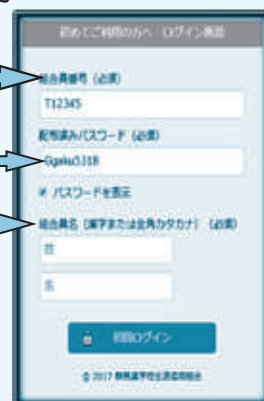 初めてご利用の方へ ログイン画面
組合員番号（必須）
T12345
配布済みパスワード（必須）
Ggaku5318
パスワードを表示
組合員名［漢字または全角カタカナ］（必須）
姓
名
初回ログイン
© 2017 群馬県学校生活協同組合